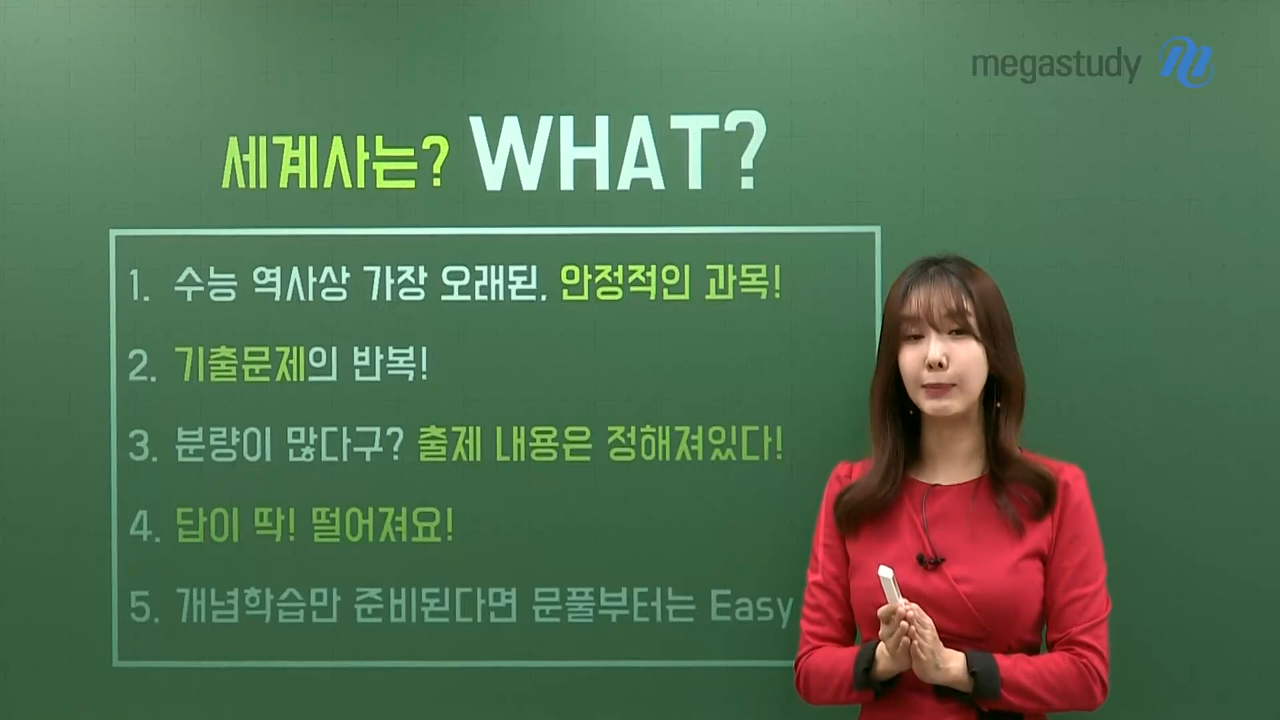 megastudy
세계사는? WHAT?
1. 수능 역사상 가장 오래된, 안정적인 과목!
2. 기출문제의 반복!
3. 분량이 많다구? 출제 내용은 정해져있다!
4. 답이 딱! 떨어져요!
5. 개념학습만 준비된다면 문풀부터는 Easy